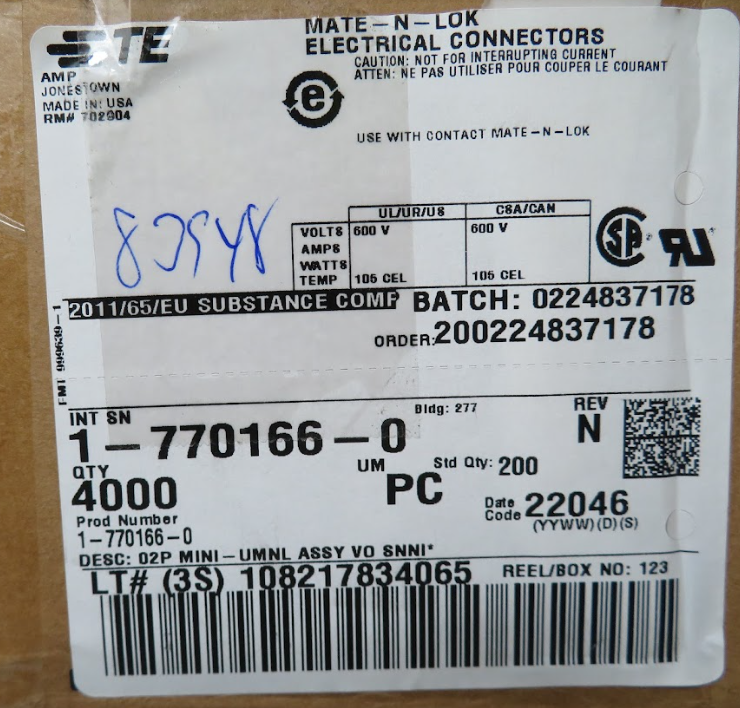 TE
MATE-N-LOK
ELECTRICAL CONNECTORS
CAUTION: NOT FOR INTERRUPTING CURRENT
ATTEN: NE PAS UTILISER POUR COUPER LE COURANT
AMP
JONESTOWN
MADE IN: USA
RM# 702904
e
USE WITH CONTACT MATE-N-LOK
UL/UR/US CSA/CAN
VOLTS 600 V 600 V
AMPS
WATTS
TEMP 105 CEL 105 CEL
2011/65/EU SUBSTANCE COMP
BATCH: 0224837178
ORDER:200224837178
FMT 999639-1
INT SN
Bldg: 277
REV
N
1-770166-0
QTY
4000
UM
PC
Std Qty: 200
Date Code 22046
(YYWW)(D)(S)
Prod Number
1-770166-0
DESC: 02P MINI-UMNL ASSY VO SNNI*
LT# (3S) 108217834065
REEL/BOX NO: 123